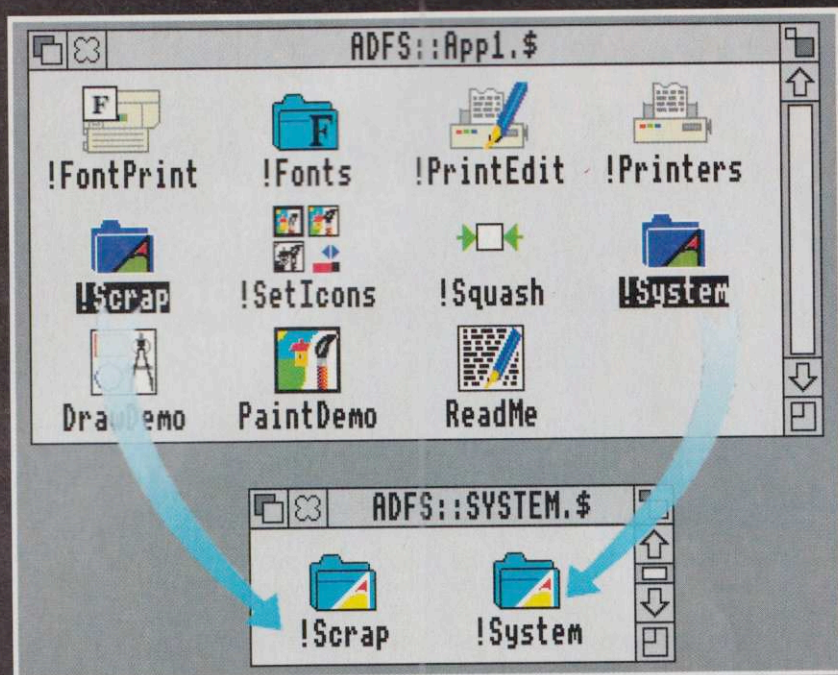 ADFS::App1.$
F
!FontPrint !Fonts !PrintEdit !Printers
!Scrap !SetIcons !Squash !System
DrawDemo PaintDemo ReadMe
ADFS::SYSTEM.$
!Scrap !System